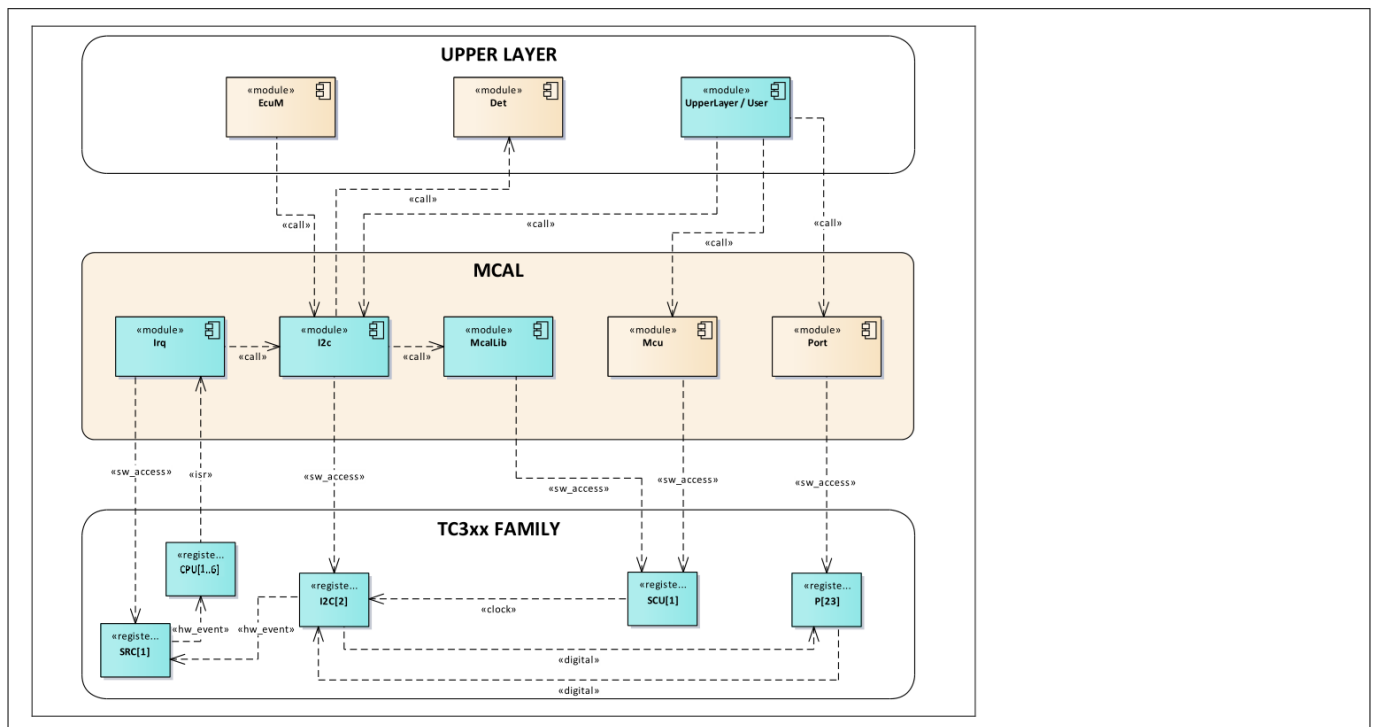 UPPER LAYER
«module»
EcuM
«module»
Det
«module»
UpperLayer / User
«call»
«call»
«call»
«call»
«call»
MCAL
«module»
Irq
«call»
«module»
I2c
«call»
«module»
McalLib
«module»
Mcu
«module»
Port
«sw_access»
«isr»
«sw_access»
«sw_access»
«sw_access»
«sw_access»
TC3xx FAMILY
«registe...
CPU[1..6]
«registe...
I2C[2]
«registe...
SCU[1]
«registe...
P[23]
«clock»
«hw_event»
«hw_event»
«registe...
SRC[1]
«digital»
«digital»